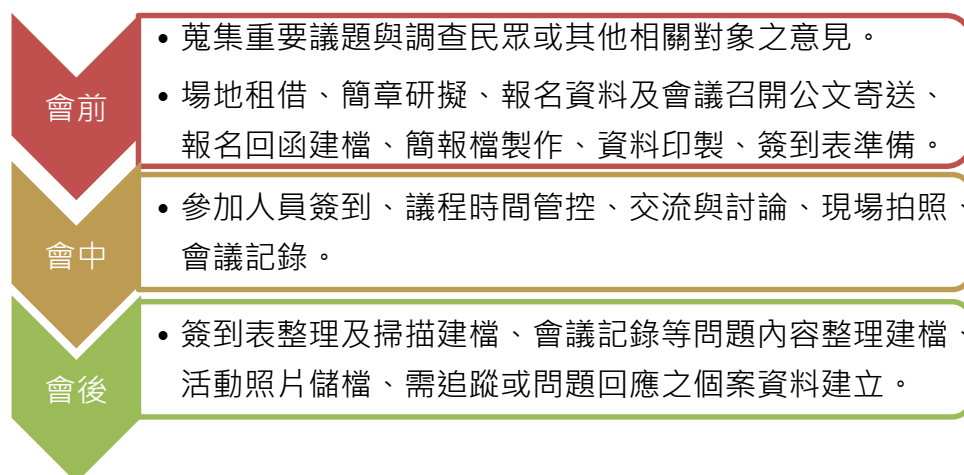 會前
• 蒐集重要議題與調查民眾或其他相關對象之意見。
• 場地租借、簡章研擬、報名資料及會議召開公文寄送、
報名回函建檔、簡報檔製作、資料印製、簽到表準備。
會中
• 參加人員簽到、議程時間管控、交流與討論、現場拍照、
會議記錄。
會後
• 簽到表整理及掃描建檔、會議記錄等問題內容整理建檔、
活動照片儲檔、需追蹤或問題回應之個案資料建立。